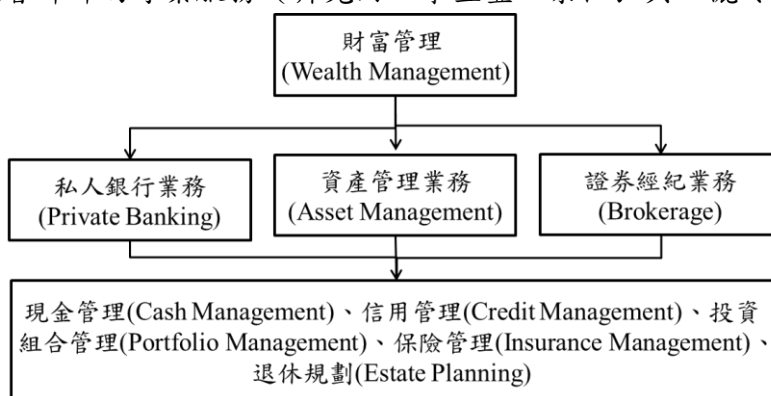 財富管理
(Wealth Management)
私人銀行業務
(Private Banking)
資產管理業務
(Asset Management)
證券經紀業務
(Brokerage)
現金管理(Cash Management)、信用管理(Credit Management)、投資
組合管理(Portfolio Management)、保險管理(Insurance Management)、
退休規劃(Estate Planning)